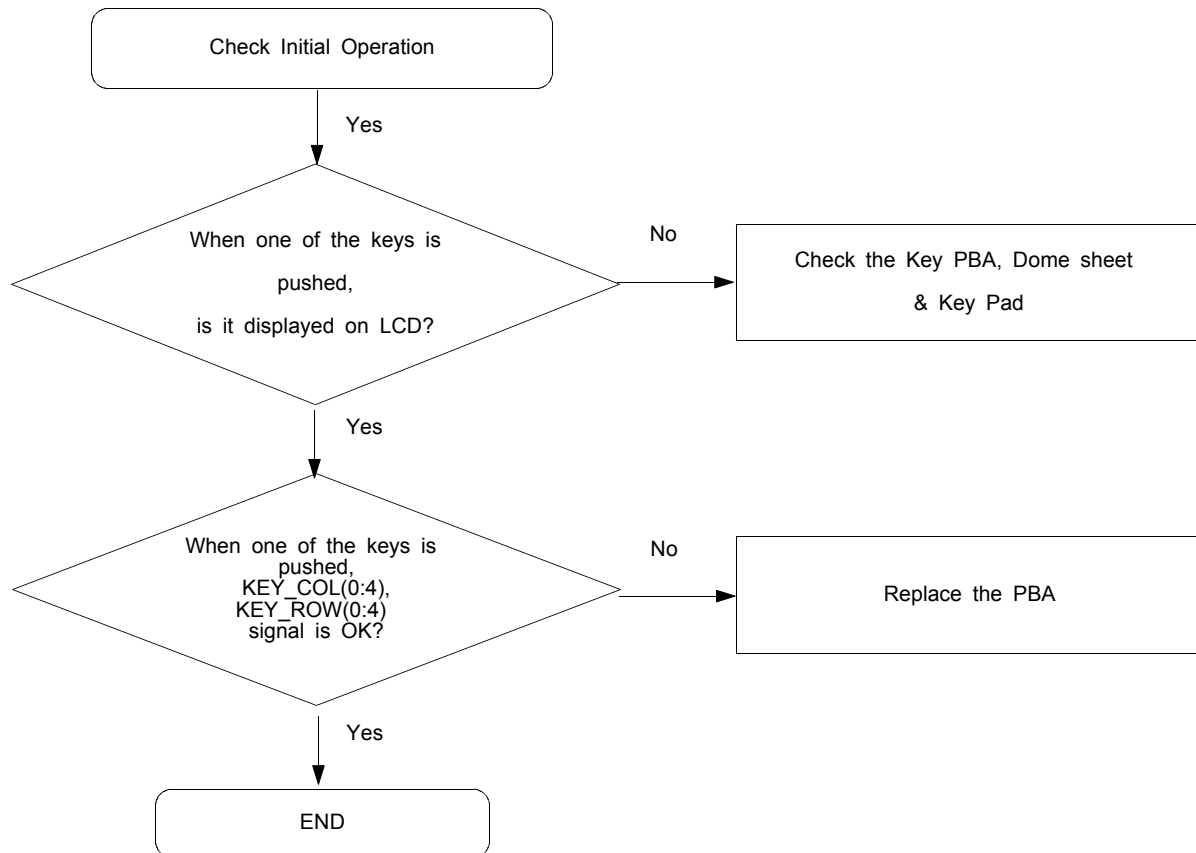 Check Initial Operation
Yes
When one of the keys is
pushed,
is it displayed on LCD?
No
Check the Key PBA, Dome sheet
& Key Pad
Yes
When one of the keys is
pushed,
KEY_COL(0:4),
KEY_ROW(0:4)
signal is OK?
No
Replace the PBA
Yes
END